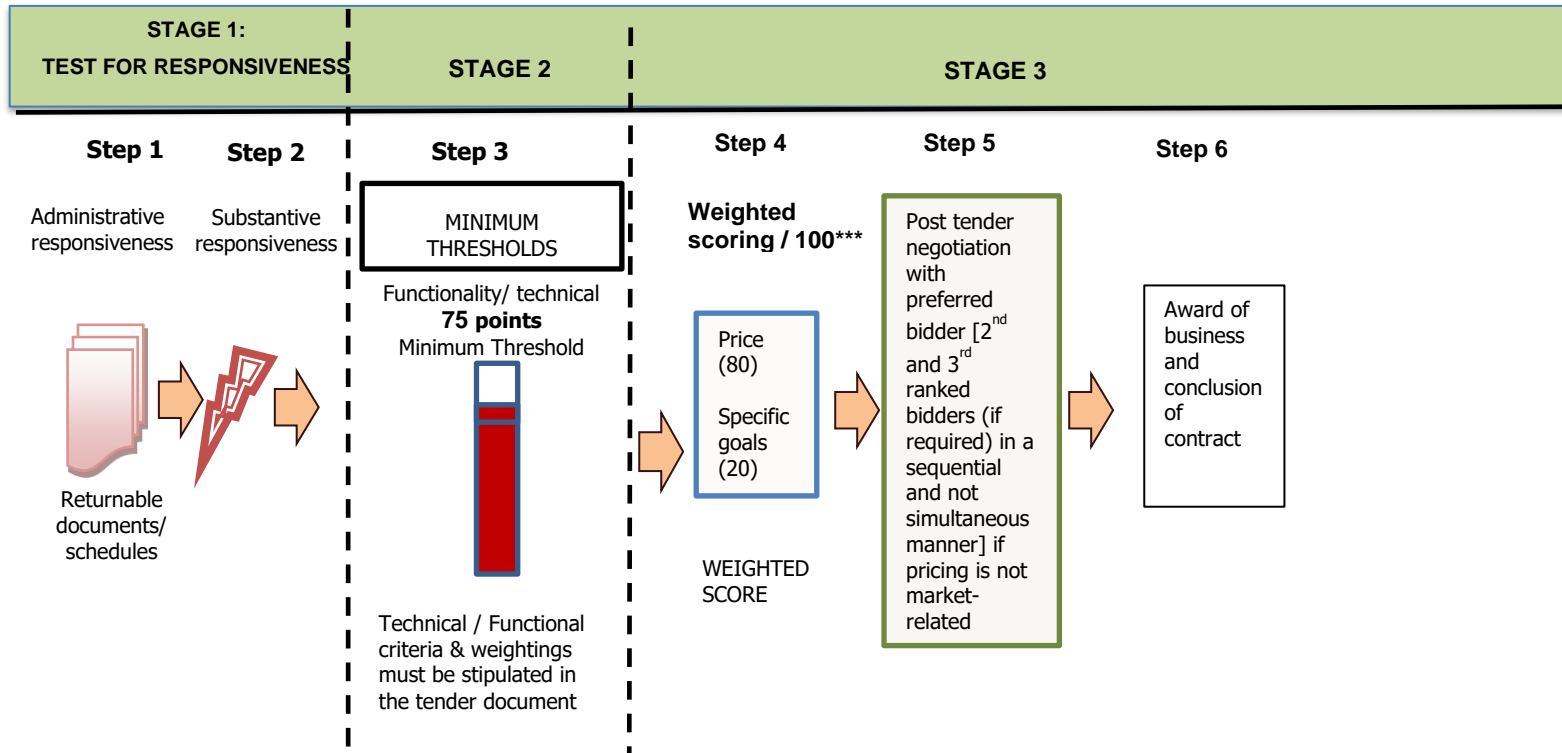 STAGE 1:
TEST FOR RESPONSIVENESS
STAGE 2
STAGE 3
Step 1
Step 2
Step 3
Step 4
Step 5
Step 6
Administrative
responsiveness
Substantive
responsiveness
Returnable
documents/
schedules
MINIMUM
THRESHOLDS
Functionality/ technical
75 points
Minimum Threshold
Technical / Functional
criteria & weightings
must be stipulated in
the tender document
Weighted
scoring / 100***
Price
(80)
Specific
goals
(20)
WEIGHTED
SCORE
Post tender
negotiation
with
preferred
bidder [2nd
and 3rd
ranked
bidders (if
required) in a
sequential
and not
simultaneous
manner] if
pricing is not
market-
related
Award of
business
and
conclusion
of
contract